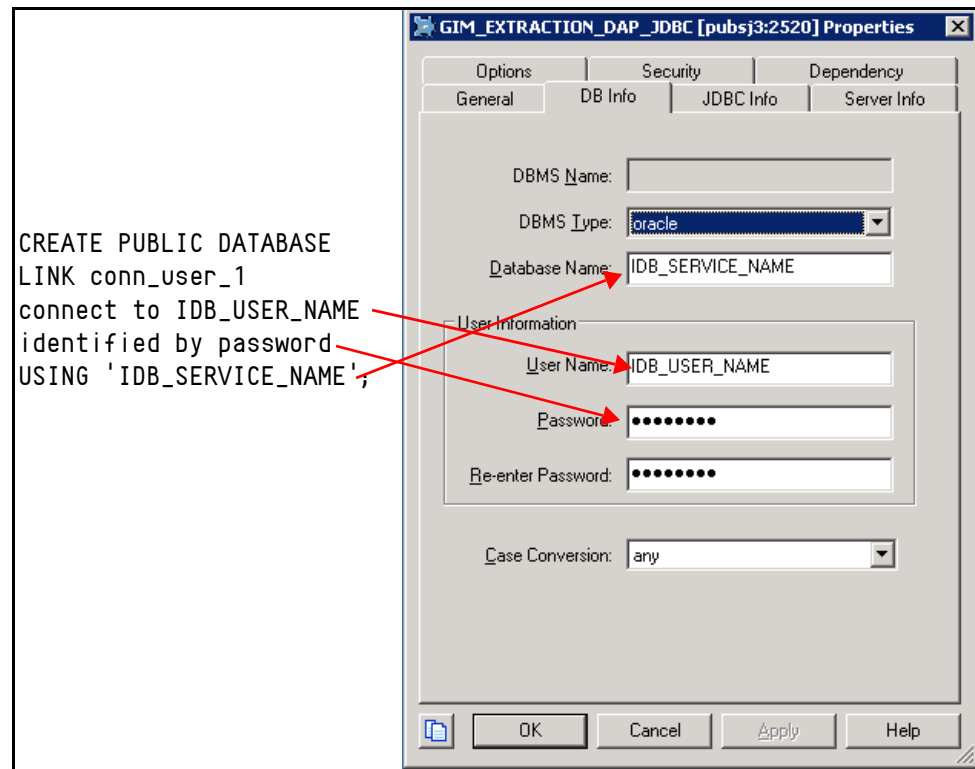 GIM_EXTRACTION_DAP_JDBC [pubsj3:2520] Properties
Options Security Dependency
General DB Info JDBC Info Server Info
DBMS Name:
DBMS Type: oracle
Database Name: IDB_SERVICE_NAME
User Information
User Name: IDB_USER_NAME
Password: ••••••••
Re-enter Password: ••••••••
Case Conversion: any
OK Cancel Apply Help
CREATE PUBLIC DATABASE
LINK conn_user_1
connect to IDB_USER_NAME
identified by password
USING 'IDB_SERVICE_NAME';